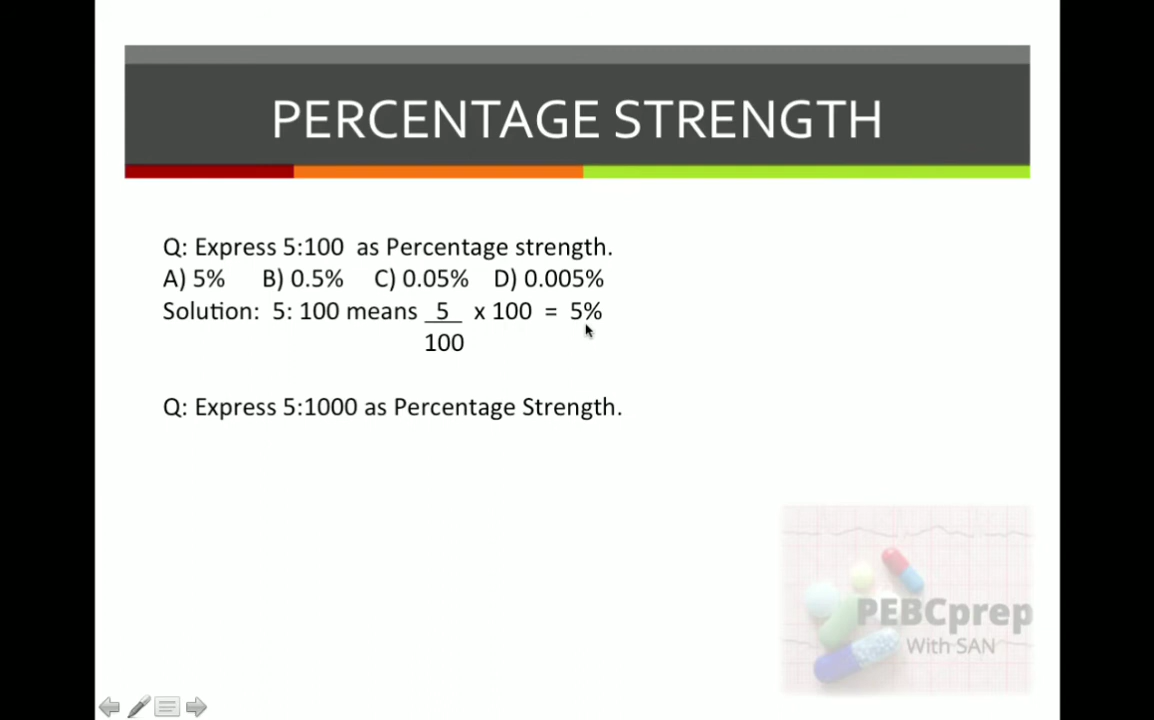 PERCENTAGE STRENGTH
Q: Express 5:100 as Percentage strength.
A) 5% B) 0.5% C) 0.05% D) 0.005%
Solution: 5: 100 means 5 x 100 = 5%
100
Q: Express 5:1000 as Percentage Strength.
PEBCprep
With SAN